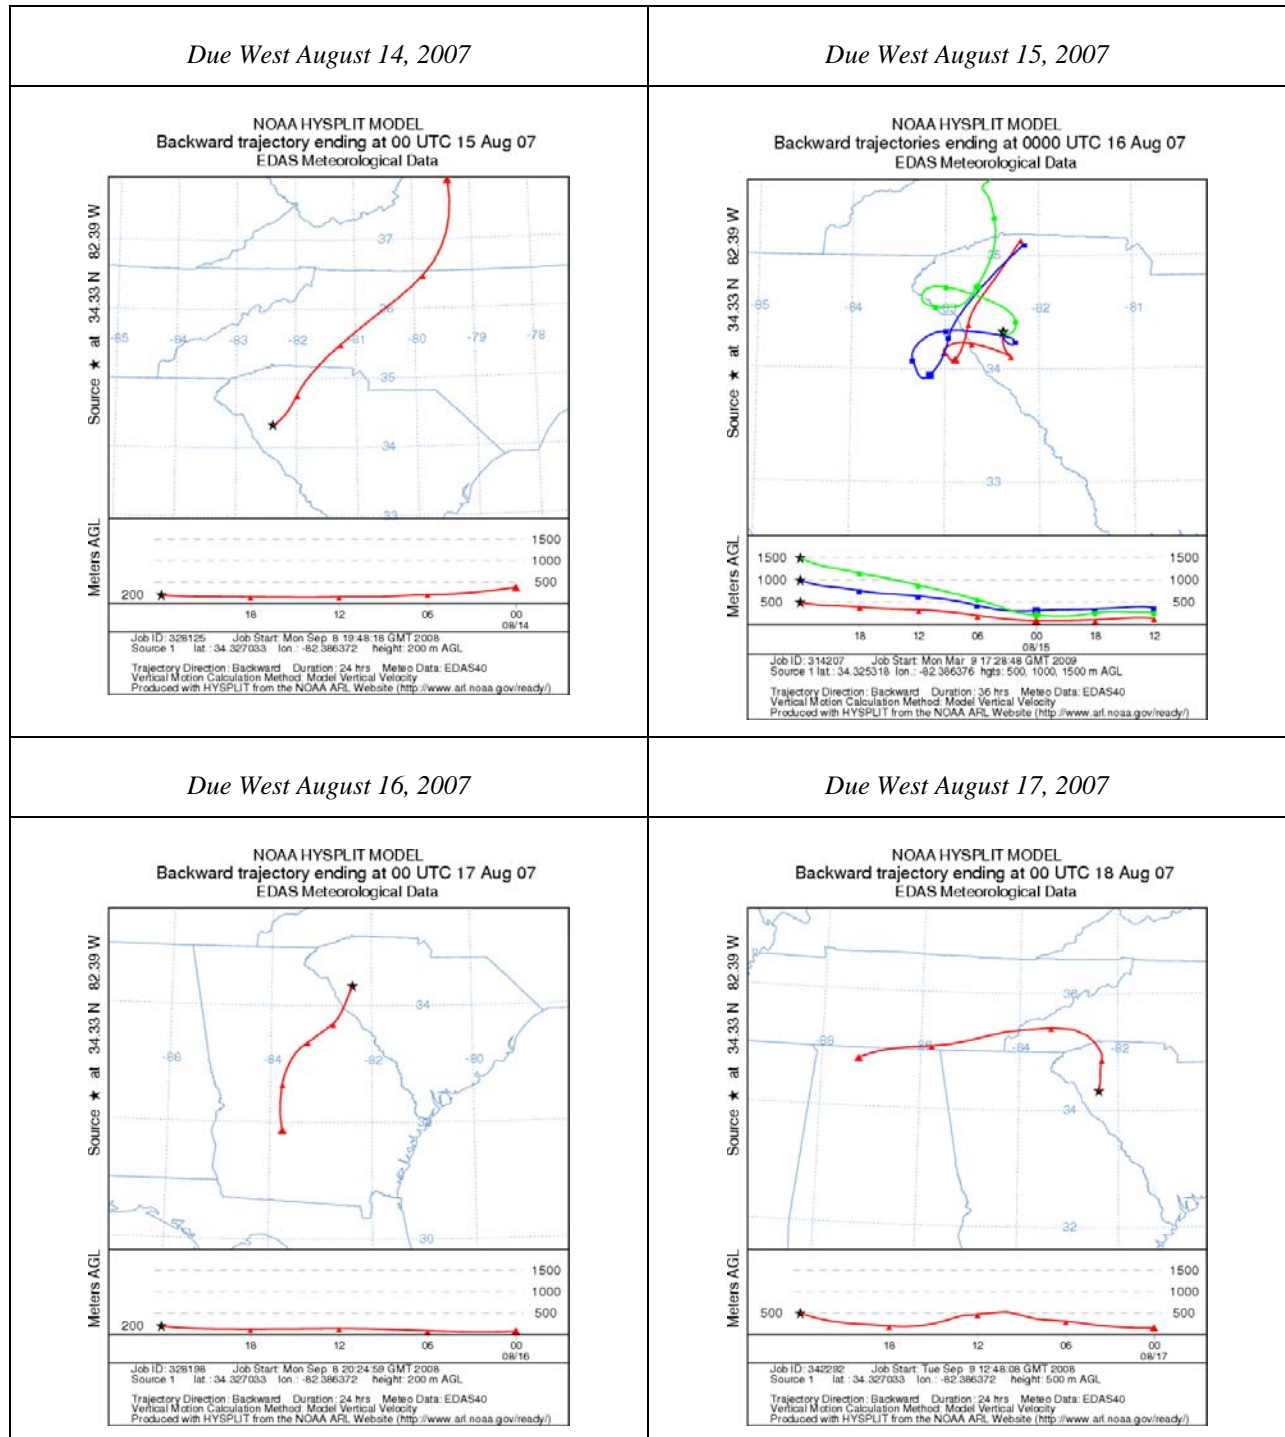 Due West August 14, 2007
Due West August 15, 2007
NOAA HYSPLIT MODEL
Backward trajectory ending at 00 UTC 15 Aug 07
EDAS Meteorological Data
Source ★ at 34.33 N 82.39 W
37
36
-85
-84
-83
-82
-81
-80
-79
-78
35
34
33
Meters AGL
1500
1000
500
200
18
12
06
00
08/14
Job ID: 328125 Job Start: Mon Sep 8 19:48:18 GMT 2008
Source 1 lat.: 34.327033 lon.: -82.386372 height: 200 m AGL
Trajectory Direction: Backward Duration: 24 hrs Meteo Data: EDAS40
Vertical Motion Calculation Method: Model Vertical Velocity
Produced with HYSPLIT from the NOAA ARL Website (http://www.arl.noaa.gov/ready/)
NOAA HYSPLIT MODEL
Backward trajectories ending at 0000 UTC 16 Aug 07
EDAS Meteorological Data
Source ★ at 34.33 N 82.39 W
35
-85
-84
-83
-82
-81
34
33
Meters AGL
1500
1000
500
1500
1000
500
18
12
06
00
18
12
08/15
Job ID: 314207 Job Start: Mon Mar 9 17:28:48 GMT 2009
Source 1 lat.: 34.325318 lon.: -82.386376 hgts: 500, 1000, 1500 m AGL
Trajectory Direction: Backward Duration: 36 hrs Meteo Data: EDAS40
Vertical Motion Calculation Method: Model Vertical Velocity
Produced with HYSPLIT from the NOAA ARL Website (http://www.arl.noaa.gov/ready/)
Due West August 16, 2007
Due West August 17, 2007
NOAA HYSPLIT MODEL
Backward trajectory ending at 00 UTC 17 Aug 07
EDAS Meteorological Data
Source ★ at 34.33 N 82.39 W
34
-86
-84
-82
-80
32
30
Meters AGL
1500
1000
500
200
18
12
06
00
08/16
Job ID: 328198 Job Start: Mon Sep 8 20:24:59 GMT 2008
Source 1 lat.: 34.327033 lon.: -82.386372 height: 200 m AGL
Trajectory Direction: Backward Duration: 24 hrs Meteo Data: EDAS40
Vertical Motion Calculation Method: Model Vertical Velocity
Produced with HYSPLIT from the NOAA ARL Website (http://www.arl.noaa.gov/ready/)
NOAA HYSPLIT MODEL
Backward trajectory ending at 00 UTC 18 Aug 07
EDAS Meteorological Data
Source ★ at 34.33 N 82.39 W
36
-88
-86
-84
-82
34
32
Meters AGL
1500
1000
500
500
18
12
06
00
08/17
Job ID: 342292 Job Start: Tue Sep 9 12:48:08 GMT 2008
Source 1 lat.: 34.327033 lon.: -82.386372 height: 500 m AGL
Trajectory Direction: Backward Duration: 24 hrs Meteo Data: EDAS40
Vertical Motion Calculation Method: Model Vertical Velocity
Produced with HYSPLIT from the NOAA ARL Website (http://www.arl.noaa.gov/ready/)